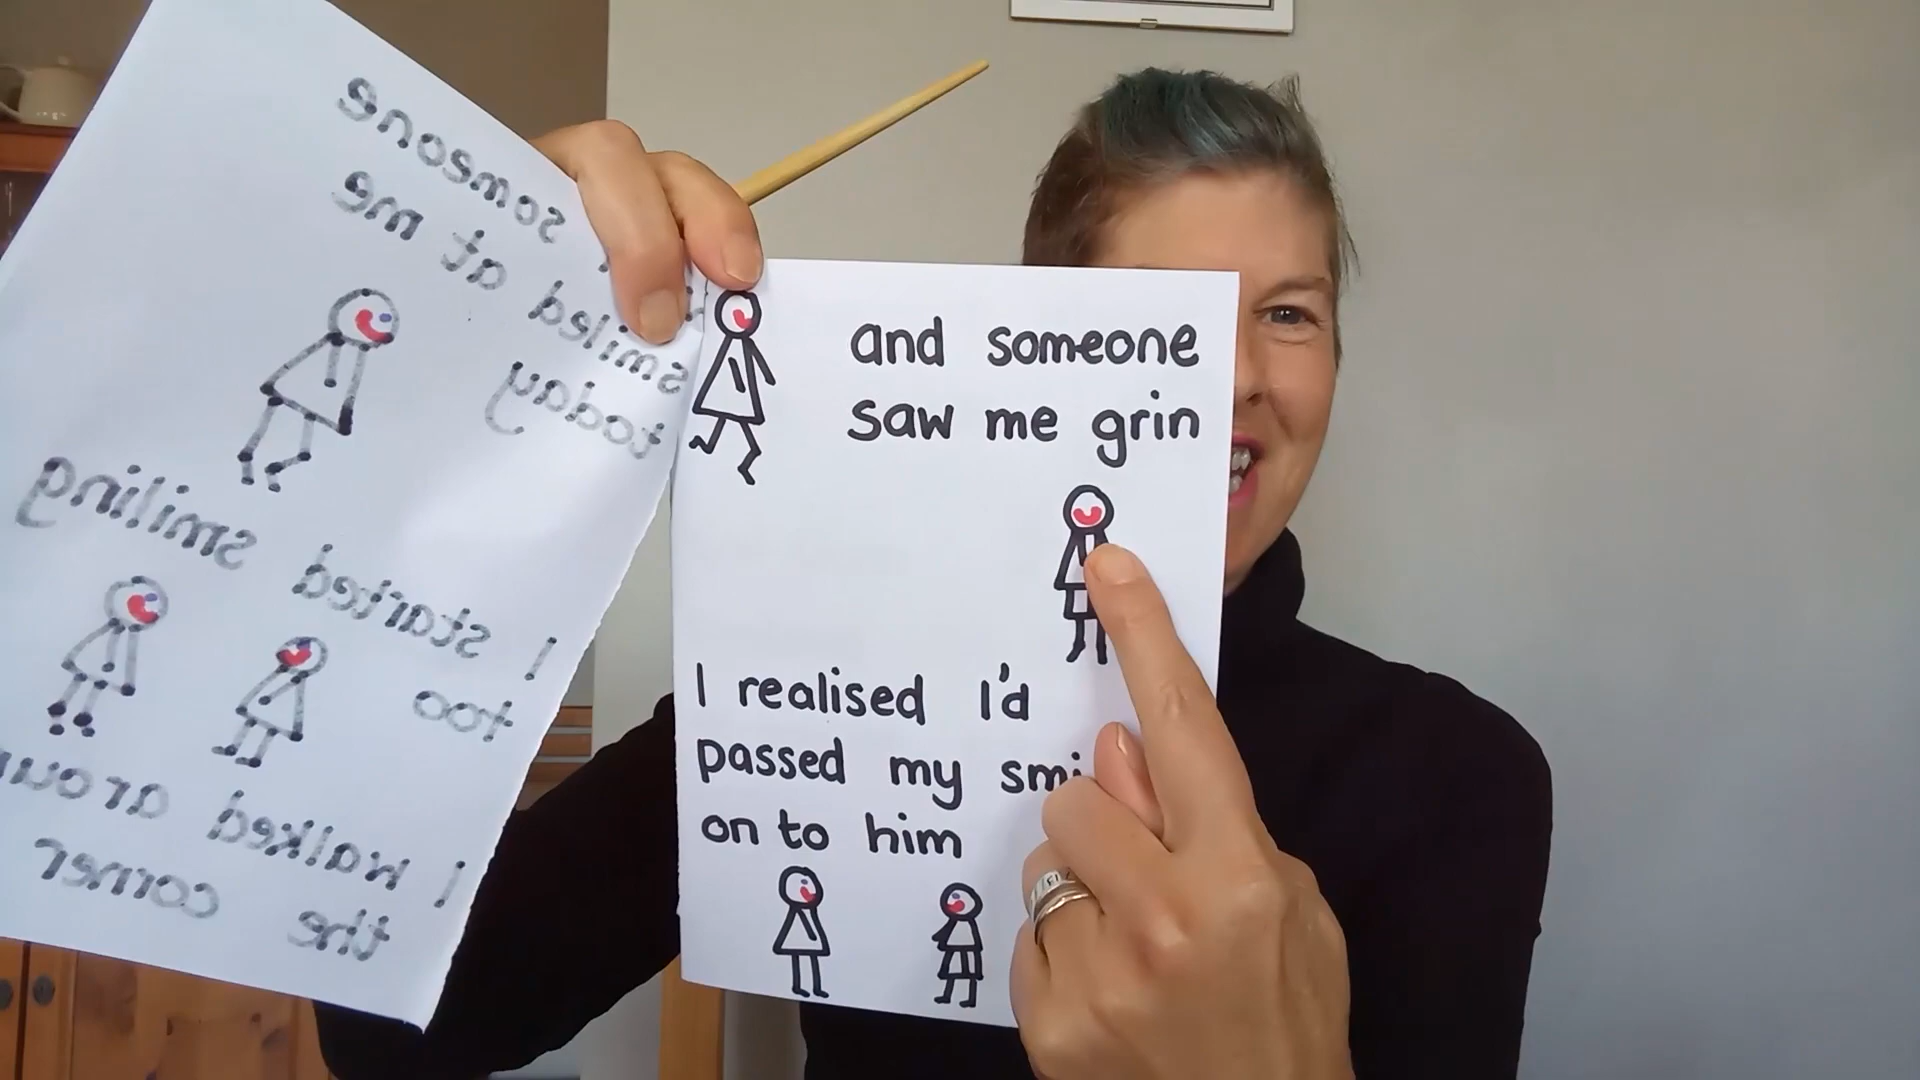 someone
smiled at me
today
I started smiling
too
I walked
the corner
and someone
saw me grin
I realised I'd
passed my
on to him